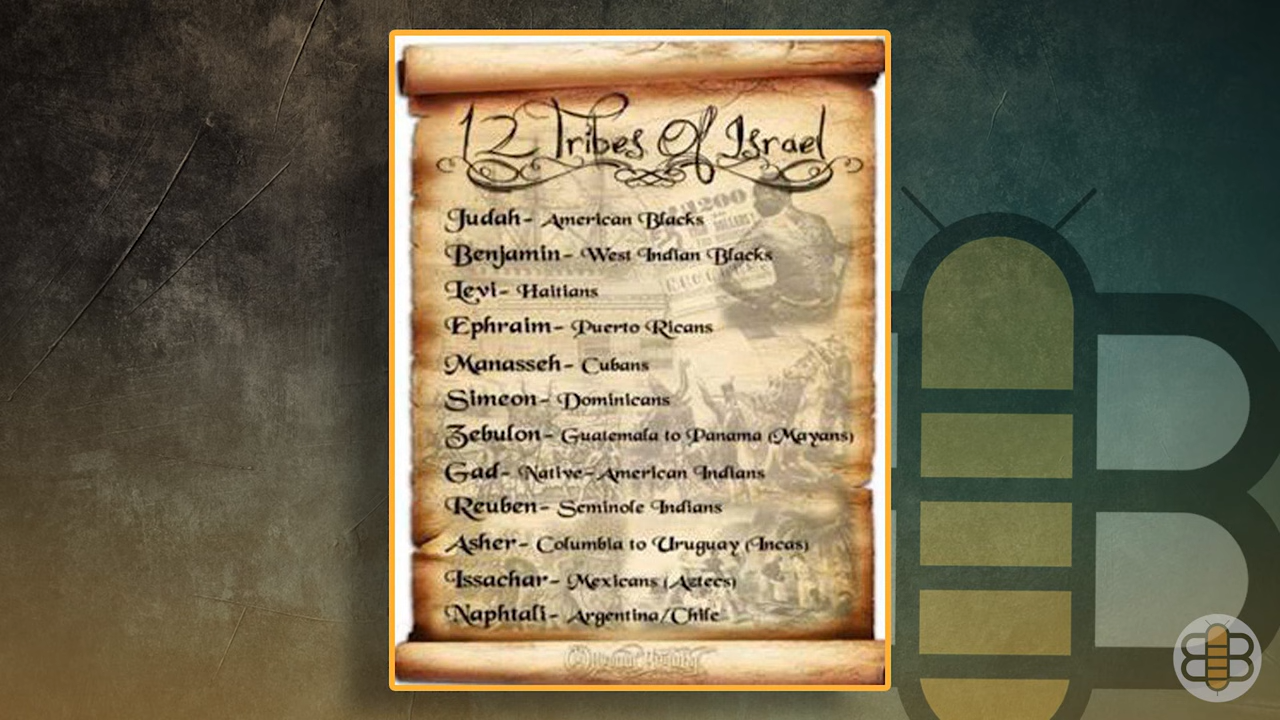 12 Tribes Of Israel
Judah- American Blacks
Benjamin- West Indian Blacks
Levi- Haitians
Ephraim- Puerto Ricans
Manasseh- Cubans
Simeon- Dominicans
Zebulon- Guatemala to Panama (Mayans)
Gad- Native-American Indians
Reuben- Seminole Indians
Asher- Columbia to Uruguay (Incas)
Issachar- Mexicans (Aztecs)
Naphtali- Argentina/Chile